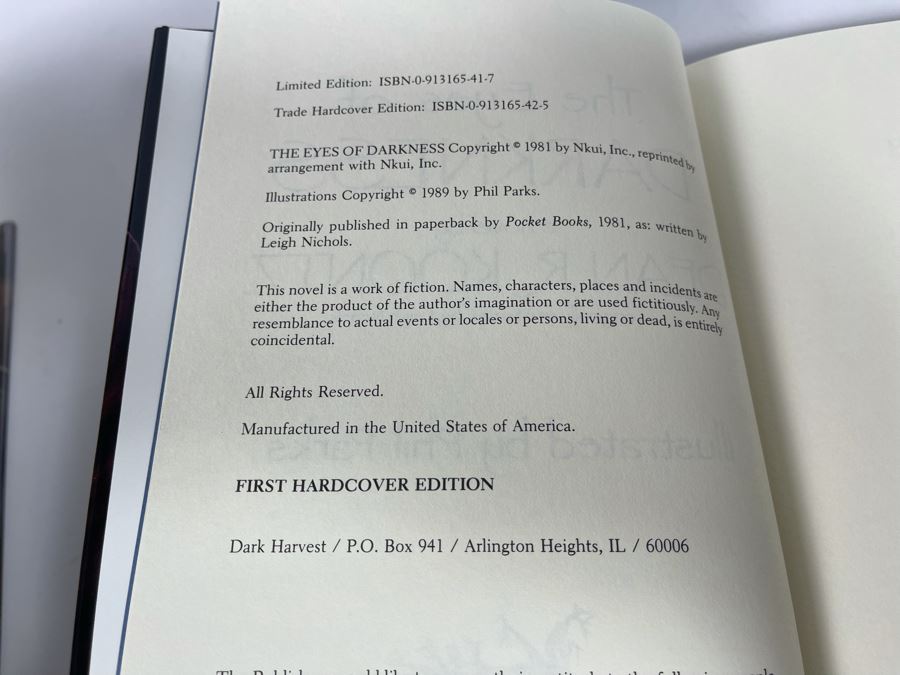 Limited Edition: ISBN-0-913165-41-7
Trade Hardcover Edition: ISBN-0-913165-42-5
THE EYES OF DARKNESS Copyright © 1981 by Nkui, Inc., reprinted by
arrangement with Nkui, Inc.
Illustrations Copyright © 1989 by Phil Parks.
Originally published in paperback by Pocket Books, 1981, as: written by
Leigh Nichols.
This novel is a work of fiction. Names, characters, places and incidents are
either the product of the author's imagination or are used fictitiously. Any
resemblance to actual events or locales or persons, living or dead, is entirely
coincidental.
All Rights Reserved.
Manufactured in the United States of America.
FIRST HARDCOVER EDITION
Dark Harvest / P.O. Box 941 / Arlington Heights, IL / 60006